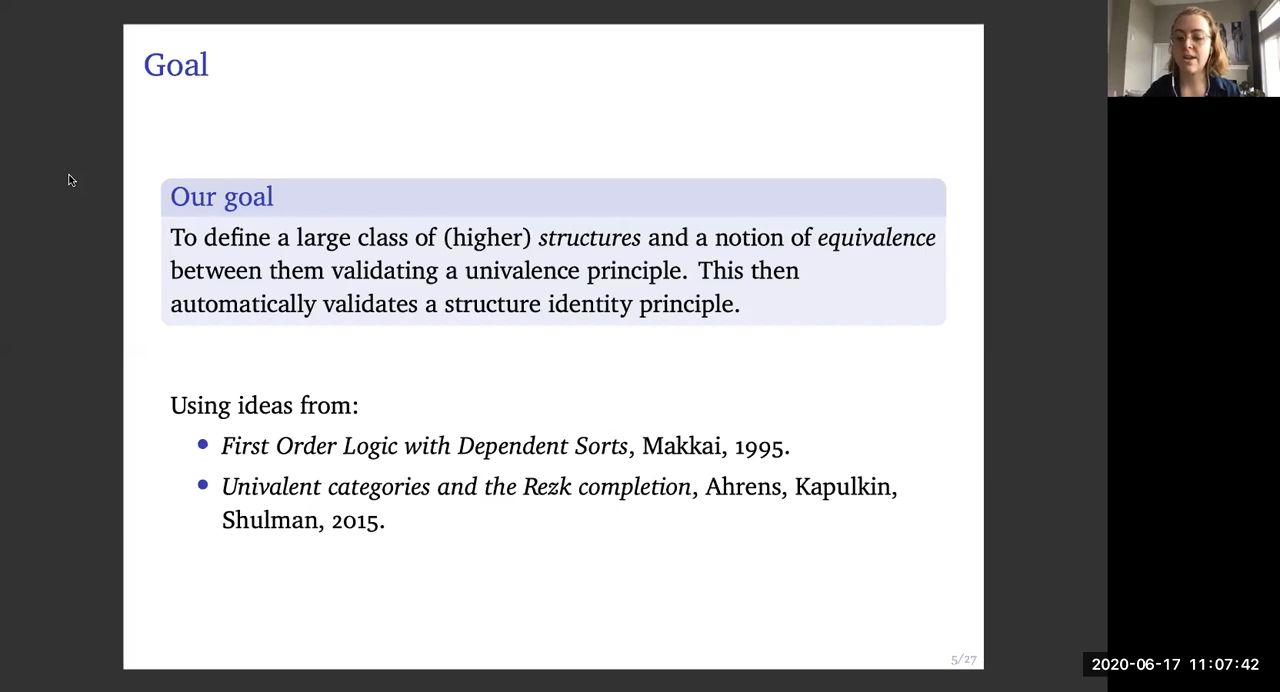 Goal
Our goal
To define a large class of (higher) structures and a notion of equivalence
between them validating a univalence principle. This then
automatically validates a structure identity principle.
Using ideas from:
• First Order Logic with Dependent Sorts, Makkai, 1995.
• Univalent categories and the Rezk completion, Ahrens, Kapulkin,
Shulman, 2015.
5/27
2020-06-17 11:07:42